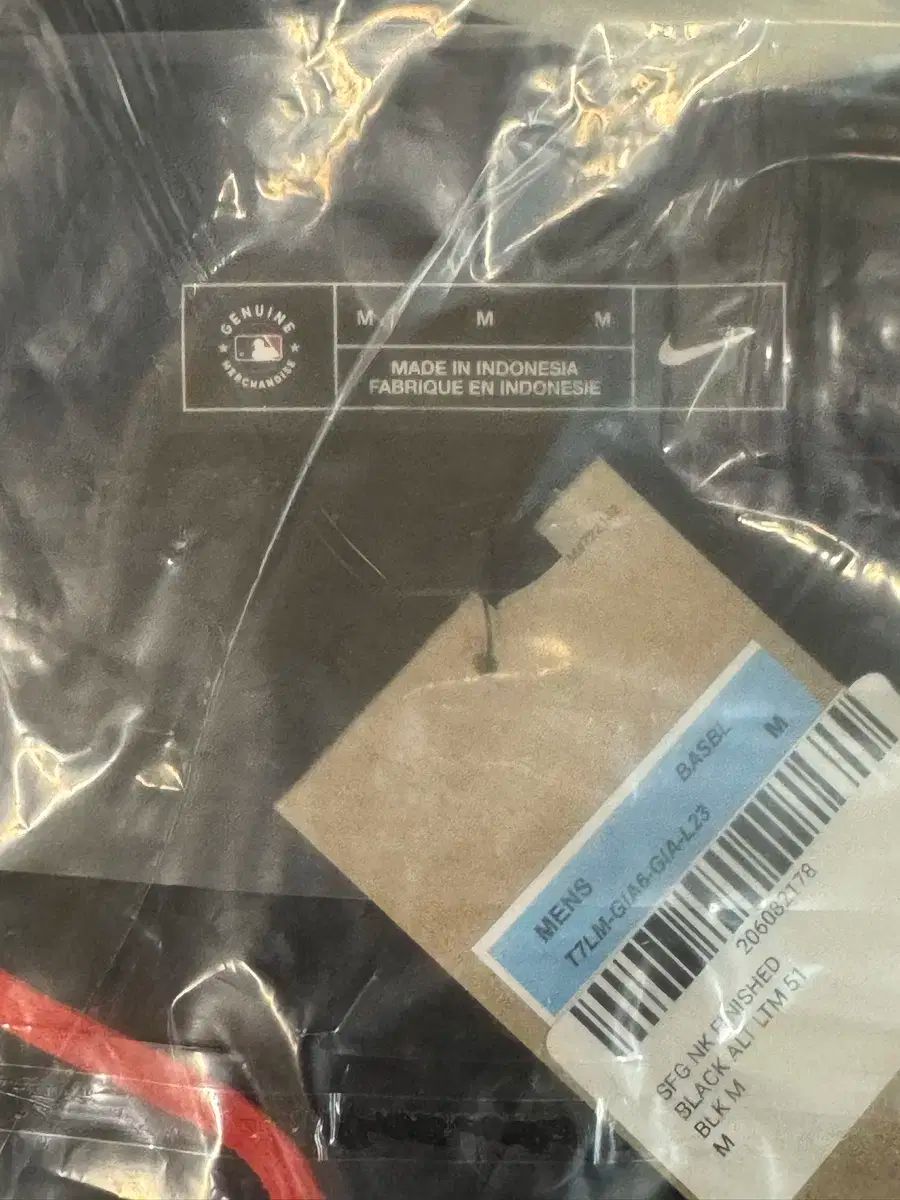 GENUINE
MERCHANDISE
M M M
MADE IN INDONESIA
FABRIQUE EN INDONESIE
BASBL M
MENS
T7LM-GIA6-GIA-L23
206082178
SFG NK FINISHED
BLACK ALT LTM 51
BLK M
M